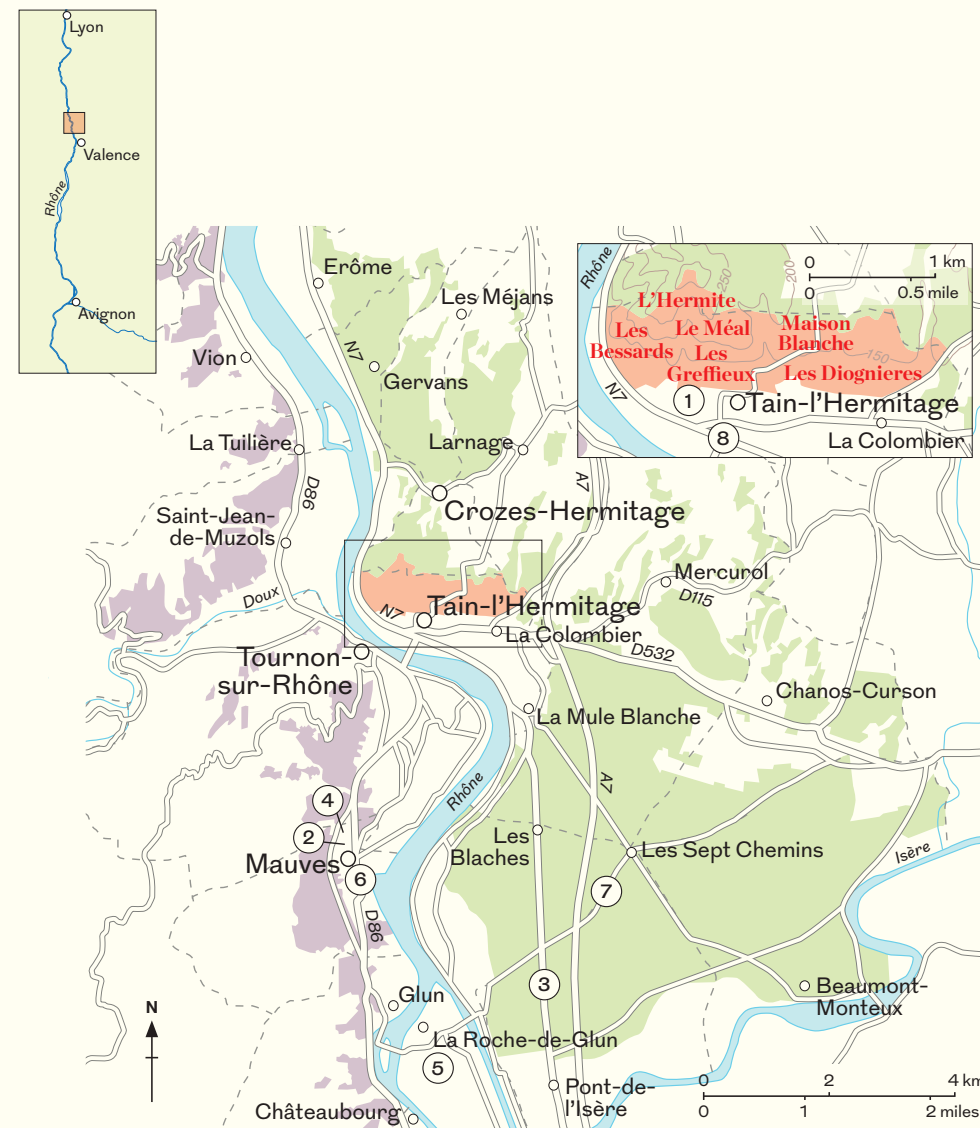 Lyon
Valence
Rhône
Avignon
Rhône
0 1 km
0 0.5 mile
250
200
150
L'Hermite
Les
Bessards
Le Méal
Les
Greffieux
Maison
Blanche
Les Diognieres
N7
1
Tain-l'Hermitage
La Colombier
8
Erôme
Les Méjans
N7
Vion
Gervans
La Tuilière
Larnage
D86
A7
Crozes-Hermitage
Saint-Jean-
de-Muzols
Mercurol
D115
Doux
N7
Tain-l'Hermitage
La Colombier
D532
Tournon-
sur-Rhône
Chanos-Curson
La Mule Blanche
Rhône
A7
4
2
Mauves
6
Les
Blaches
Les Sept Chemins
Isère
7
D86
3
Glun
Beaumont-
Monteux
La Roche-de-Glun
5
N
Pont-de-
l'Isère
Châteaubourg
0 2 4 km
0 1 2 miles